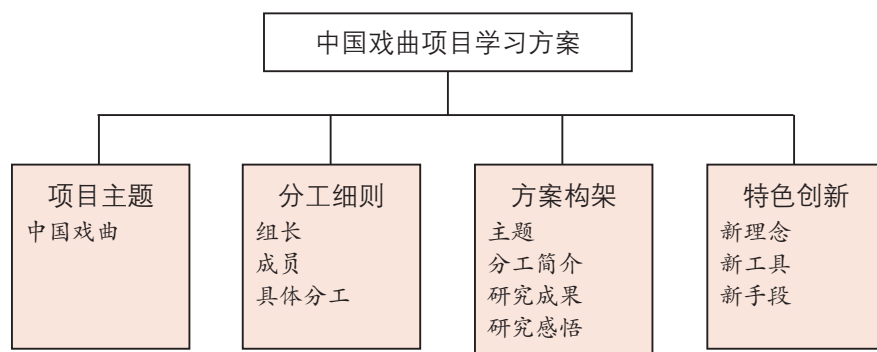 中国戏曲项目学习方案
项目主题
中国戏曲
分工细则
组长
成员
具体分工
方案构架
主题
分工简介
研究成果
研究感悟
特色创新
新理念
新工具
新手段